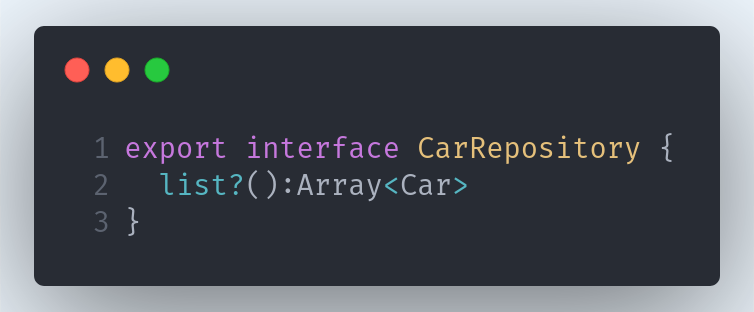 1 export interface CarRepository {
2   list?():Array<Car>
3 }